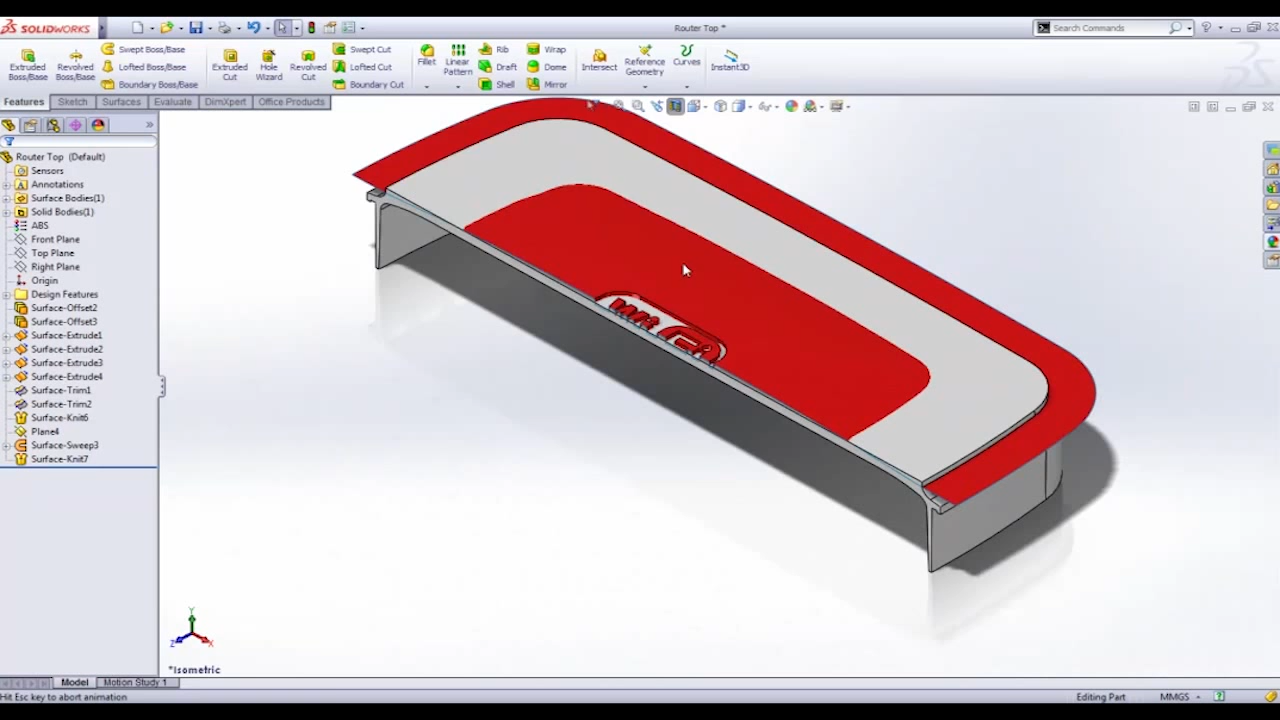 SOLIDWORKS
Router Top *
Search Commands
Extruded Boss/Base
Revolved Boss/Base
Swept Boss/Base
Lofted Boss/Base
Boundary Boss/Base
Extruded Cut
Hole Wizard
Revolved Cut
Swept Cut
Lofted Cut
Boundary Cut
Fillet
Linear Pattern
Rib
Draft
Shell
Wrap
Dome
Mirror
Intersect
Reference Geometry
Curves
Instant3D
Features
Sketch
Surfaces
Evaluate
DimXpert
Office Products
Router Top (Default)
Sensors
Annotations
Surface Bodies(1)
Solid Bodies(1)
ABS
Front Plane
Top Plane
Right Plane
Origin
Design Features
Surface-Offset2
Surface-Offset3
Surface-Extrude1
Surface-Extrude2
Surface-Extrude3
Surface-Extrude4
Surface-Trim1
Surface-Trim2
Surface-Knit6
Plane4
Surface-Sweep3
Surface-Knit7
Y
Z
X
*Isometric
Model
Motion Study 1
Hit Esc key to abort animation
Editing Part
MMGS